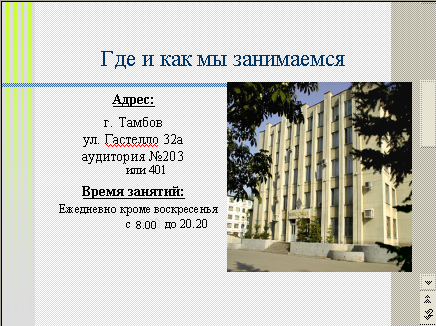 Где и как мы занимаемся
Адрес:
г. Тамбов
ул. Гастелло 32а
аудитория №203
или 401
Время занятий:
Ежедневно кроме воскресенья
с 8.00 до 20.20